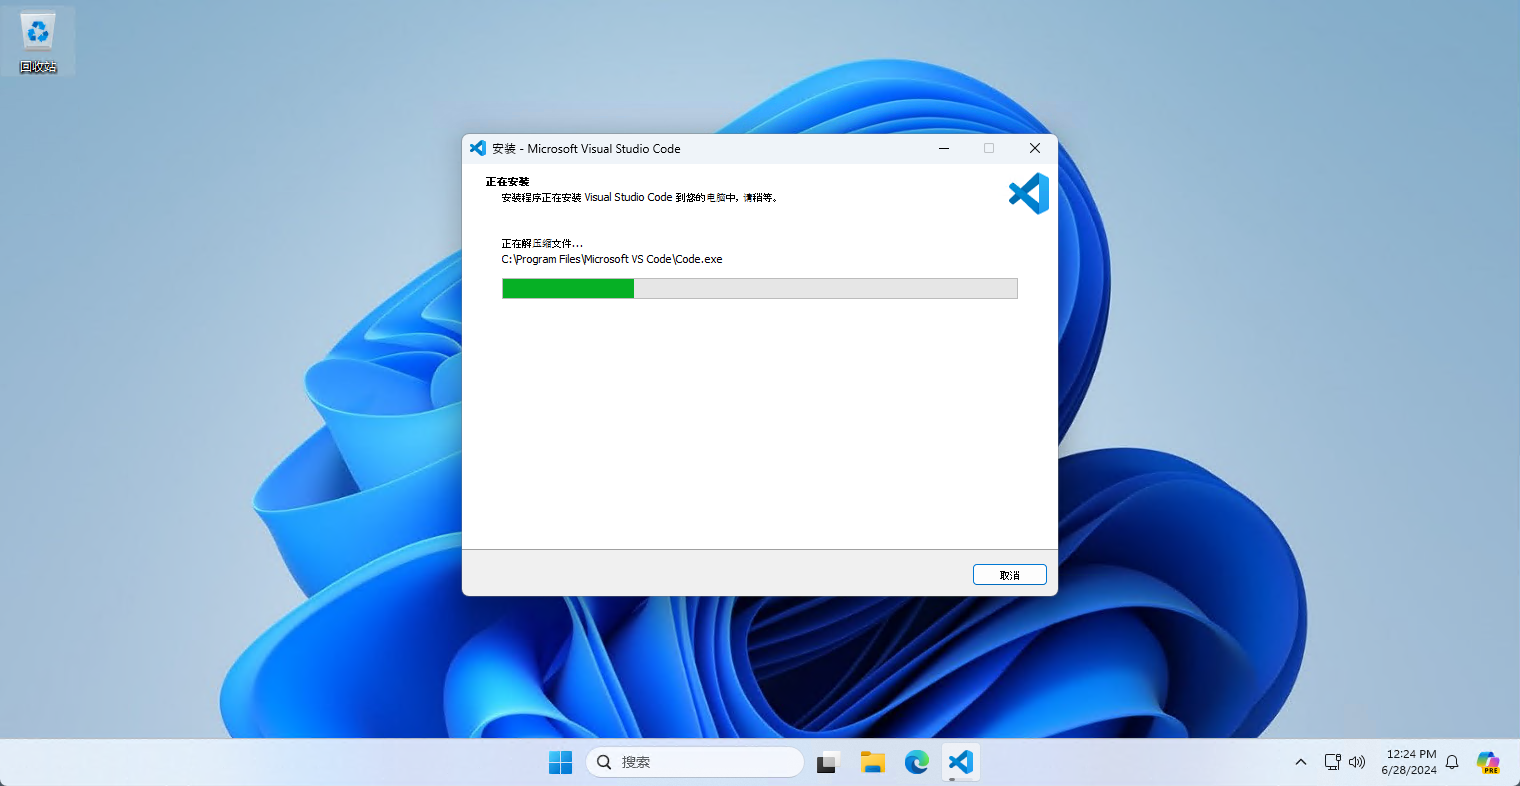 回收站
安装 - Microsoft Visual Studio Code
正在安装
安装程序正在安装 Visual Studio Code 到您的电脑中，请稍等。
正在解压缩文件...
C:\Program Files\Microsoft VS Code\Code.exe
取消
搜索
12:24 PM
6/28/2024
PRE